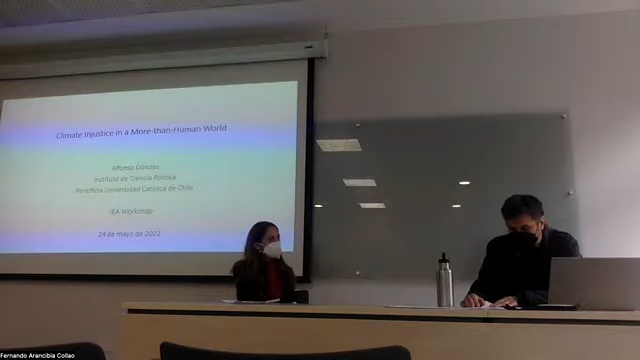 Climate Injustice in a More-than-Human World
Alfonso Donoso
Instituto de Ciencia Política
Pontificia Universidad Católica de Chile
IEA Workshop
24 de mayo de 2022
Fernando Arancibia Collao